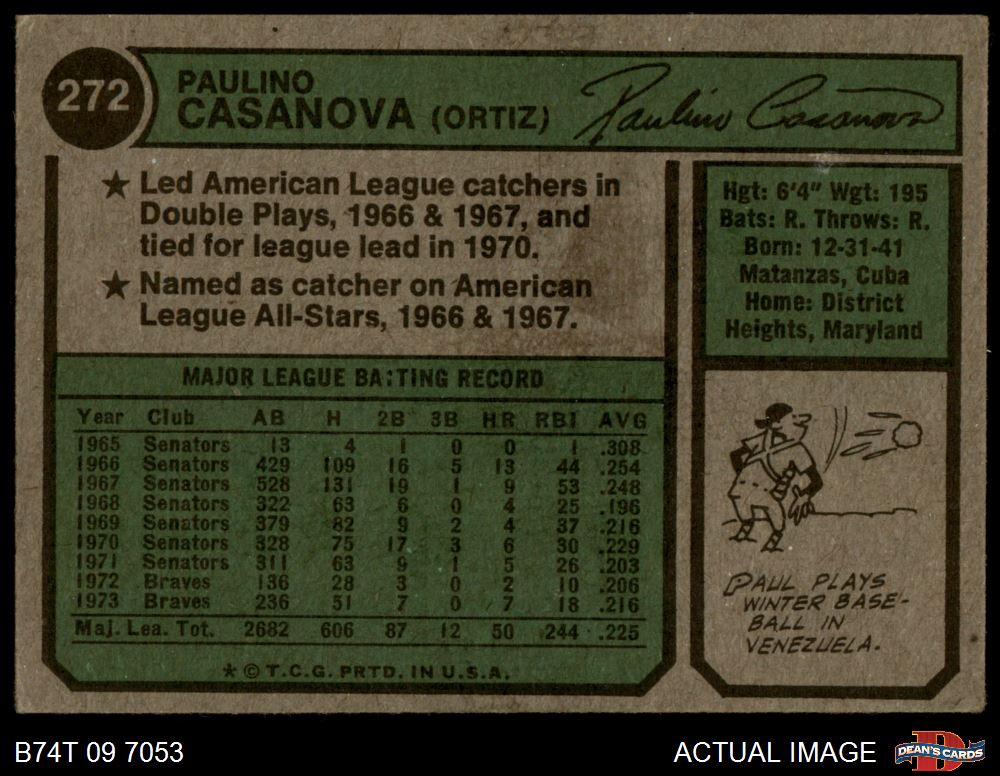 272
PAULINO
CASANOVA (ORTIZ)
Paulino Casanova
★ Led American League catchers in
Double Plays, 1966 & 1967, and
tied for league lead in 1970.
★ Named as catcher on American
League All-Stars, 1966 & 1967.
Hgt: 6'4" Wgt: 195
Bats: R. Throws: R.
Born: 12-31-41
Matanzas, Cuba
Home: District
Heights, Maryland
MAJOR LEAGUE BATTING RECORD
Year Club AB H 2B 3B HR RBI AVG
1965 Senators 13 4 1 0 0 1 .308
1966 Senators 429 109 16 5 13 44 .254
1967 Senators 528 131 19 1 9 53 .248
1968 Senators 322 63 6 0 4 25 .196
1969 Senators 379 82 9 2 4 37 .216
1970 Senators 328 75 17 3 6 30 .229
1971 Senators 311 63 9 1 5 26 .203
1972 Braves 136 28 3 0 2 10 .206
1973 Braves 236 51 7 0 7 18 .216
Maj. Lea. Tot. 2682 606 87 12 50 244 .225
* © T.C.G. PRTD. IN U.S.A.
PAUL PLAYS
WINTER BASE-
BALL IN
VENEZUELA.
B74T 09 7053
ACTUAL IMAGE
DEAN'S CARDS